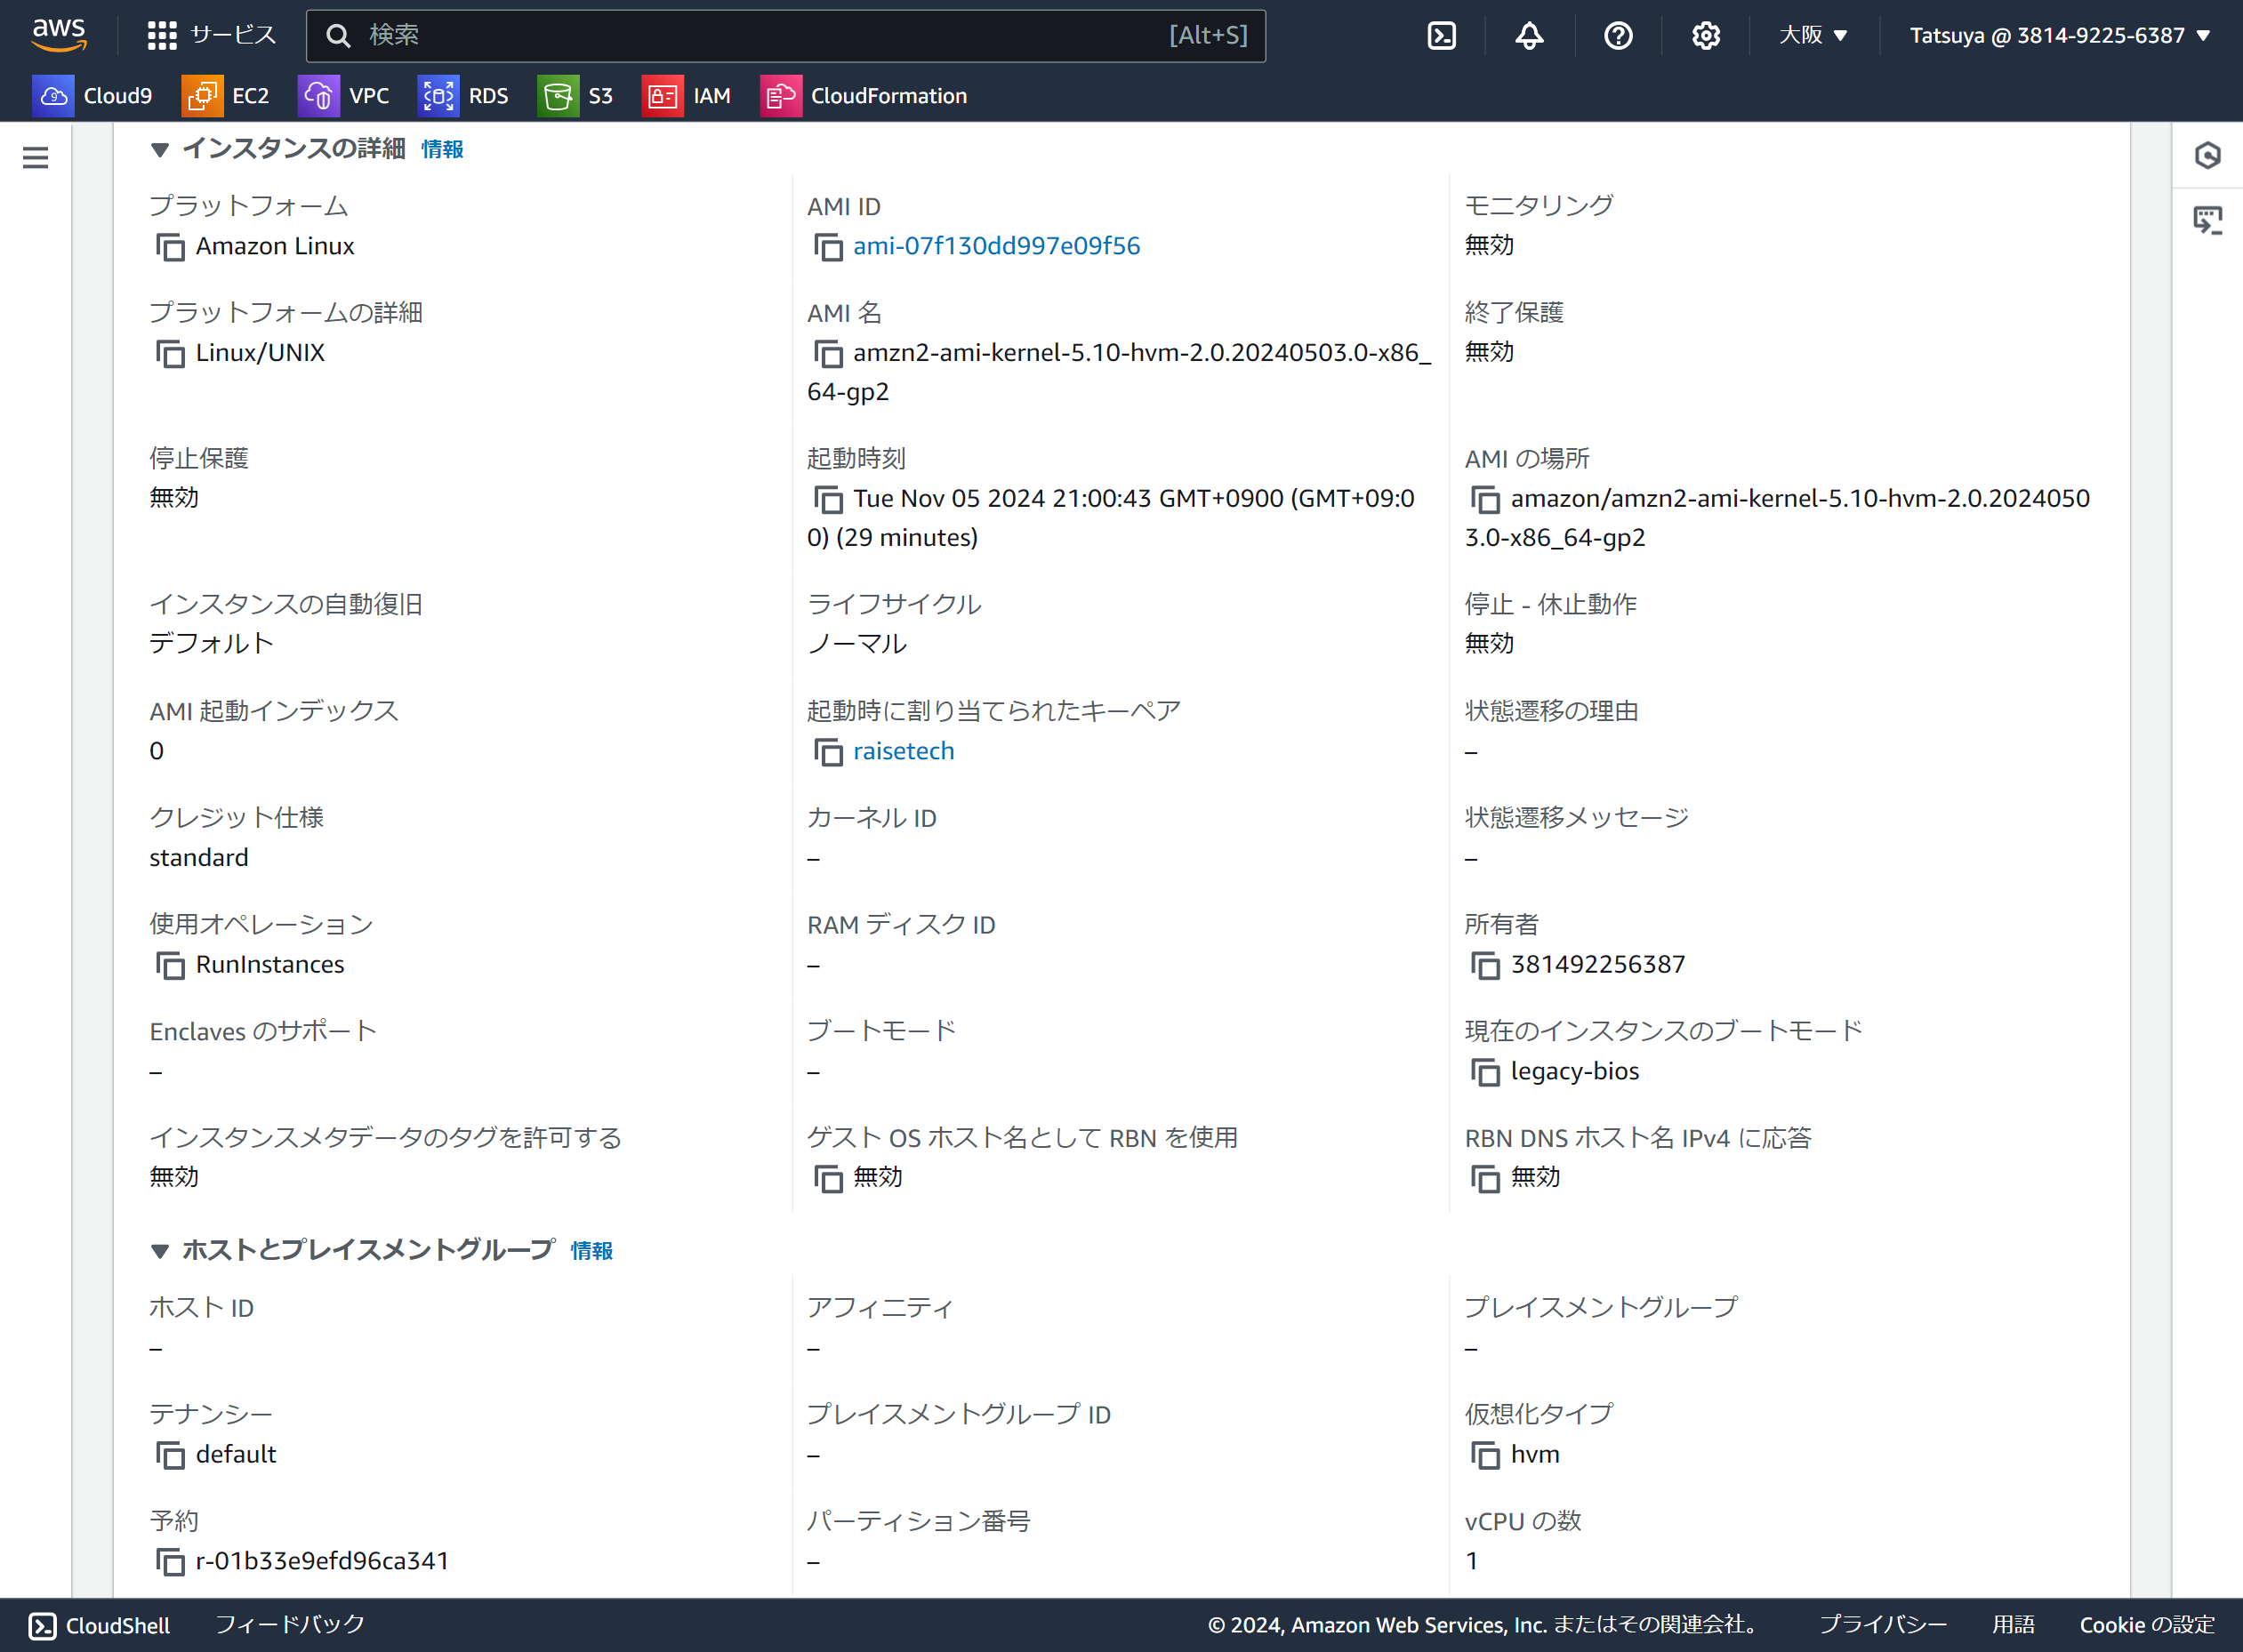 aws
サービス
検索
[Alt+S]
大阪 ▼
Tatsuya @ 3814-9225-6387 ▼
Cloud9
EC2
VPC
RDS
S3
IAM
CloudFormation
▼ インスタンスの詳細 情報
プラットフォーム
Amazon Linux
AMI ID
ami-07f130dd997e09f56
モニタリング
無効
プラットフォームの詳細
Linux/UNIX
AMI 名
amzn2-ami-kernel-5.10-hvm-2.0.20240503.0-x86_
64-gp2
終了保護
無効
停止保護
無効
起動時刻
Tue Nov 05 2024 21:00:43 GMT+0900 (GMT+09:0
0) (29 minutes)
AMI の場所
amazon/amzn2-ami-kernel-5.10-hvm-2.0.2024050
3.0-x86_64-gp2
インスタンスの自動復旧
デフォルト
ライフサイクル
ノーマル
停止 - 休止動作
無効
AMI 起動インデックス
0
起動時に割り当てられたキーペア
raisetech
状態遷移の理由
–
クレジット仕様
standard
カーネル ID
–
状態遷移メッセージ
–
使用オペレーション
RunInstances
RAM ディスク ID
–
所有者
381492256387
Enclaves のサポート
–
ブートモード
–
現在のインスタンスのブートモード
legacy-bios
インスタンスメタデータのタグを許可する
無効
ゲスト OS ホスト名として RBN を使用
無効
RBN DNS ホスト名 IPv4 に応答
無効
▼ ホストとプレイスメントグループ 情報
ホスト ID
–
アフィニティ
–
プレイスメントグループ
–
テナンシー
default
プレイスメントグループ ID
–
仮想化タイプ
hvm
予約
r-01b33e9efd96ca341
パーティション番号
–
vCPU の数
1
CloudShell
フィードバック
© 2024, Amazon Web Services, Inc. またはその関連会社。
プライバシー
用語
Cookie の設定